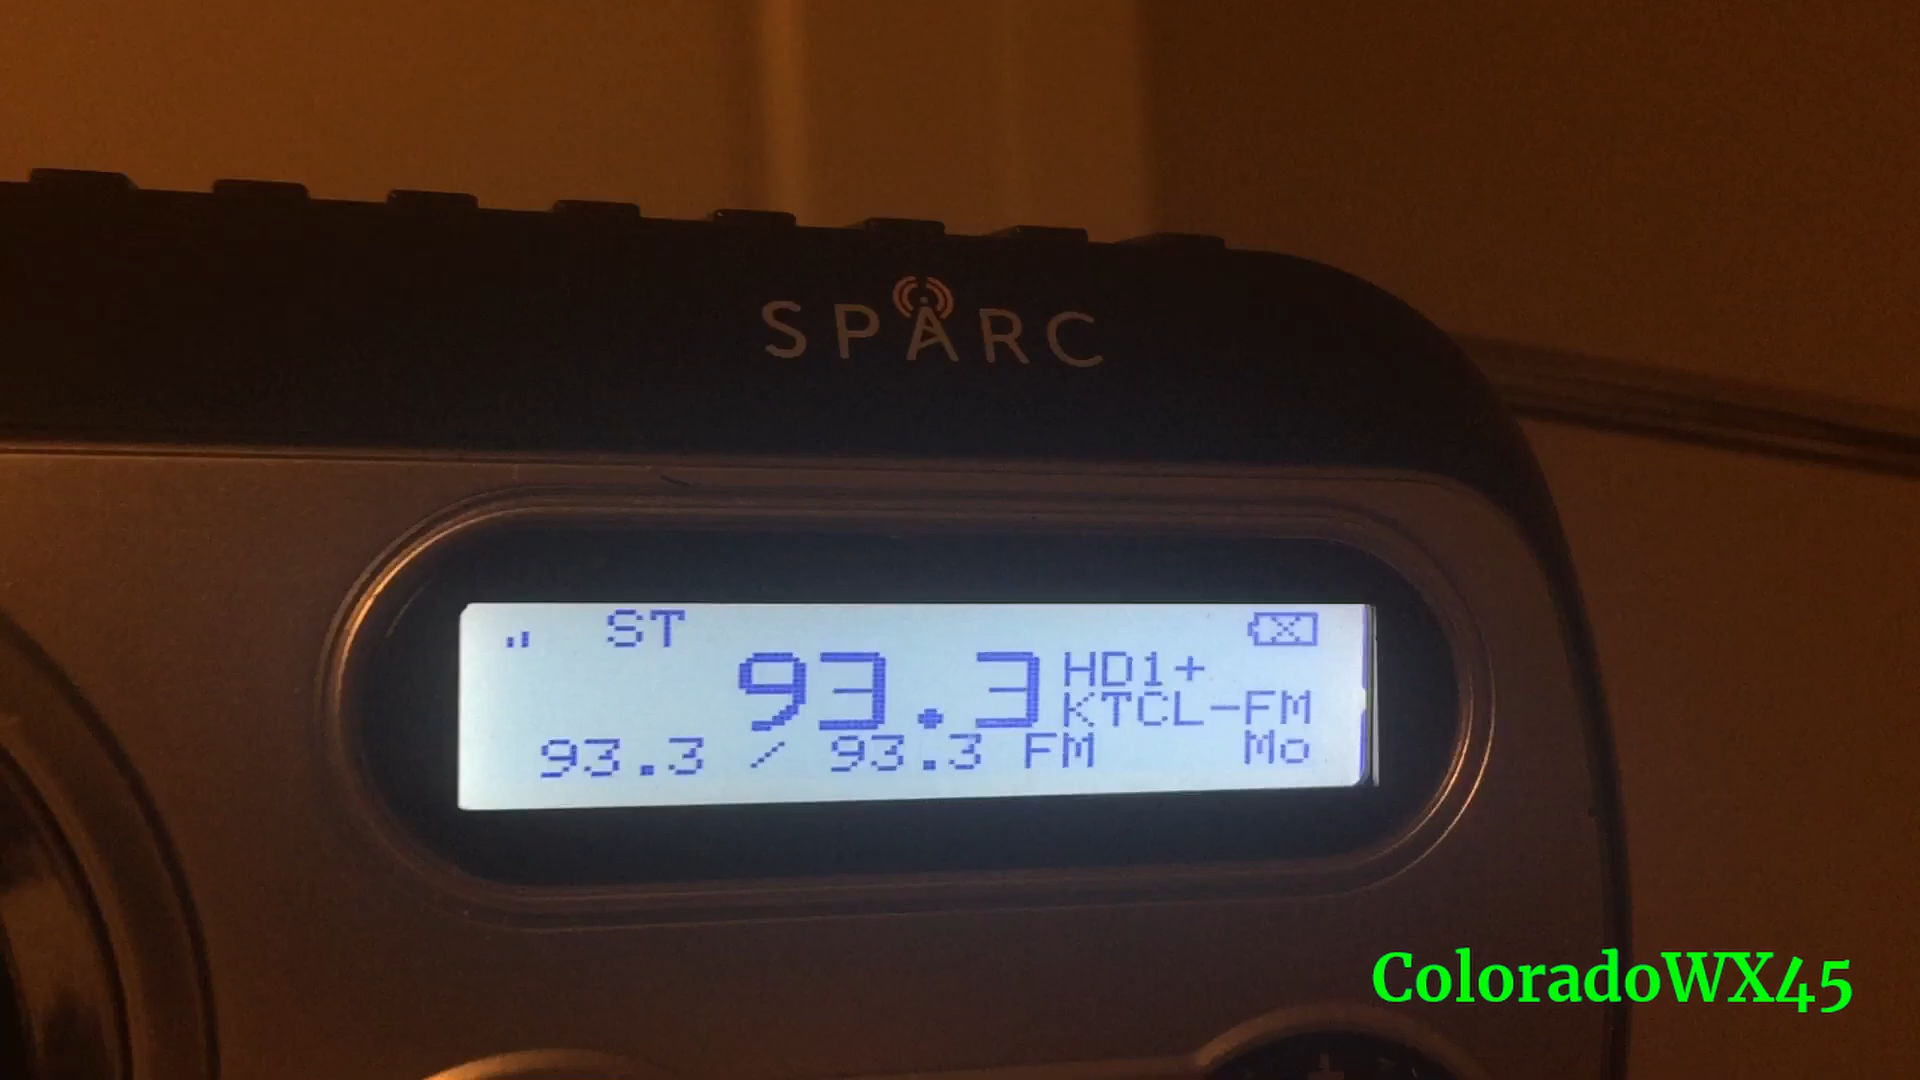 SPARC
ST
93.3 HD1+
KTCL-FM
93.3 / 93.3 FM Mo
ColoradoWX45